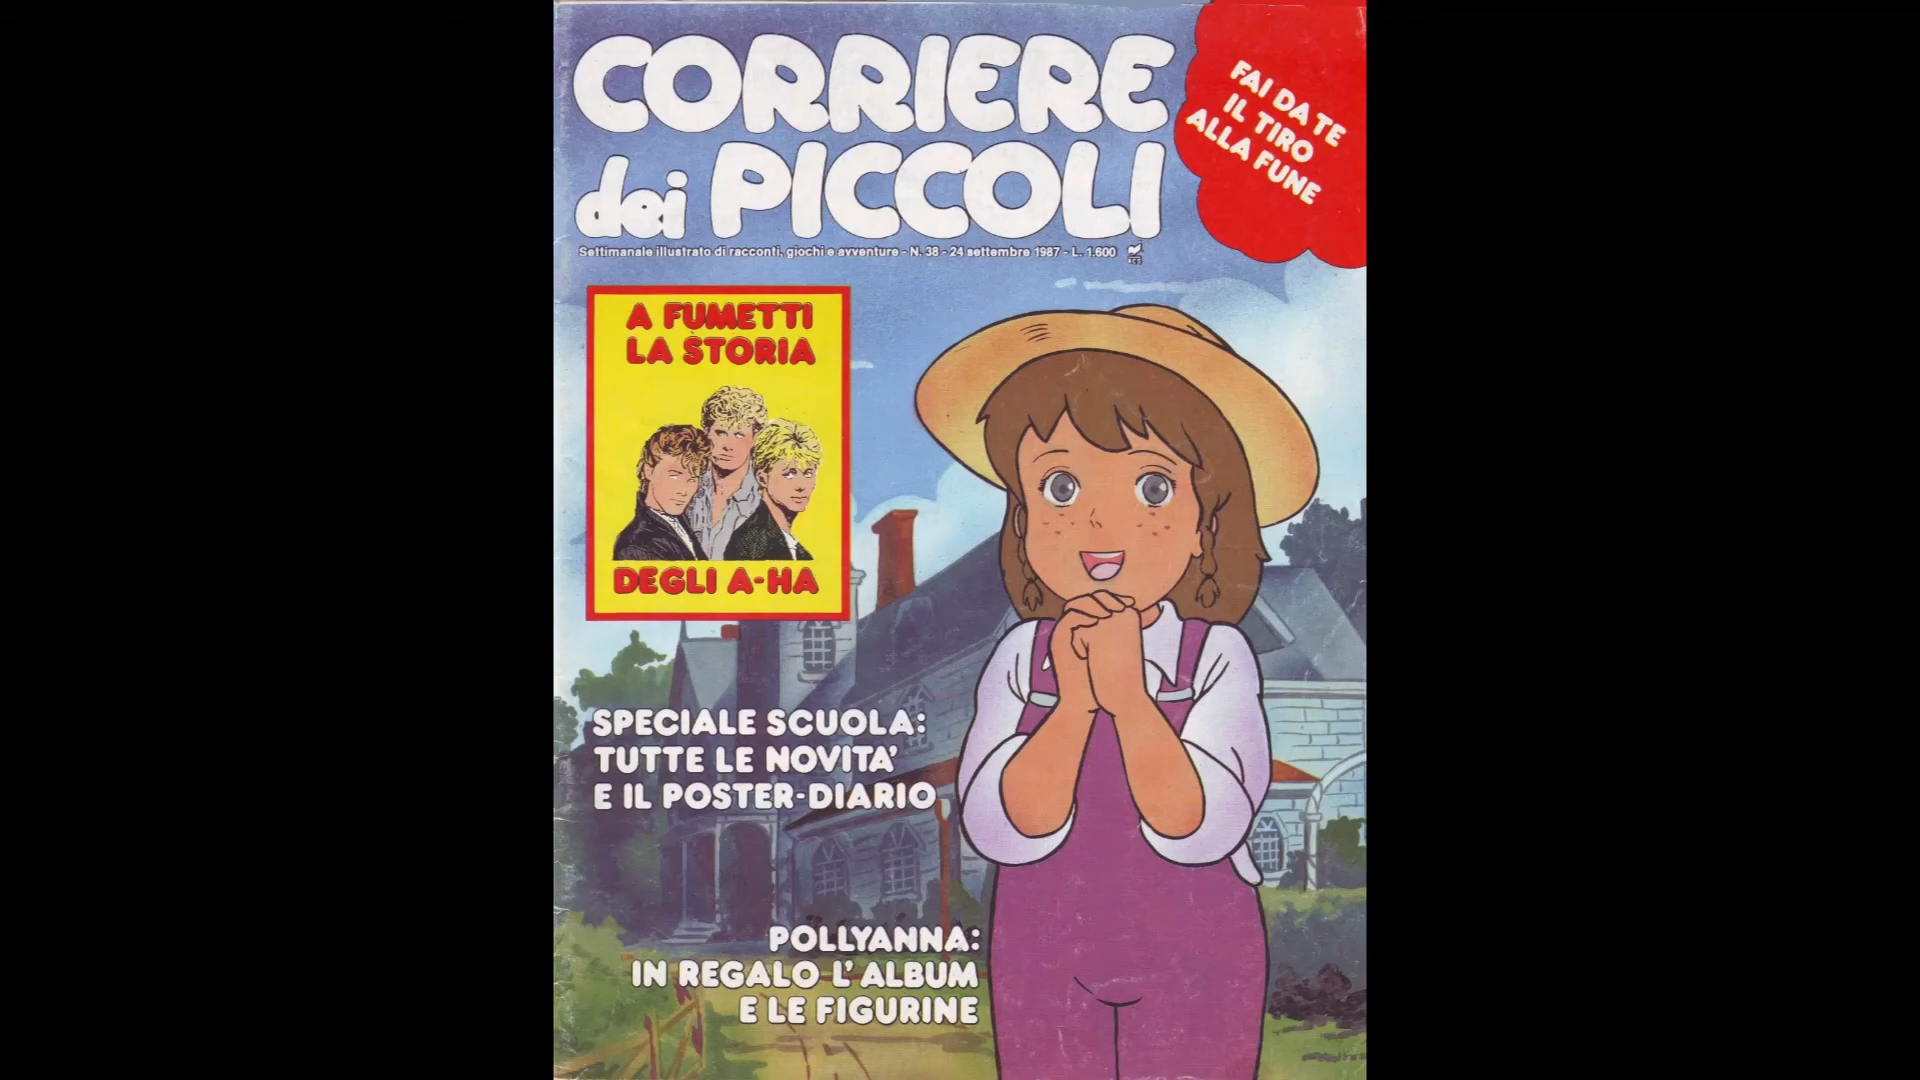 CORRIERE
dei PICCOLI
Settimanale illustrato di racconti, giochi e avventure - N. 38 - 24 settembre 1987 - L. 1.600
RCS
FAI DA TE
IL TIRO
ALLA FUNE
A FUMETTI
LA STORIA
DEGLI A-HA
SPECIALE SCUOLA:
TUTTE LE NOVITA'
E IL POSTER-DIARIO
POLLYANNA:
IN REGALO L'ALBUM
E LE FIGURINE